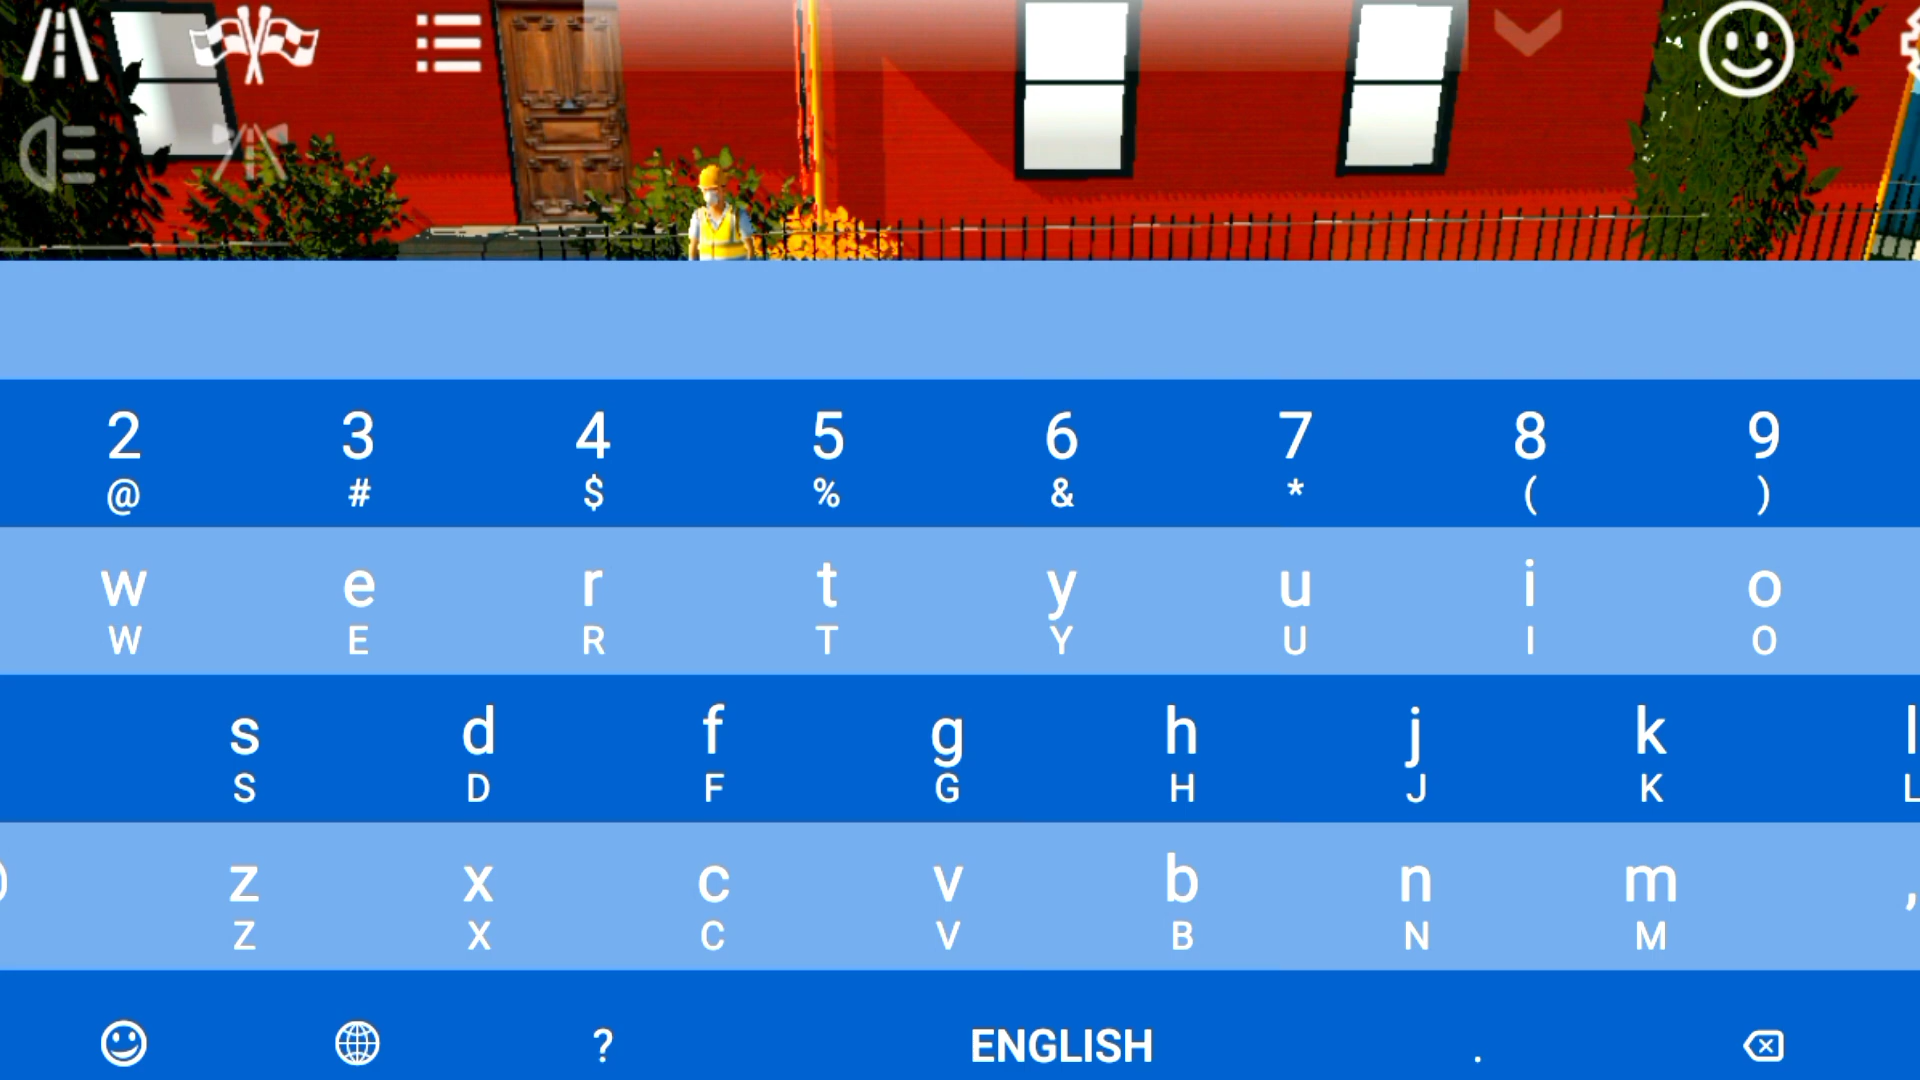 2 3 4 5 6 7 8 9
@ # $ % & * ( )
w e r t y u i o
W E R T Y U I O
s d f g h j k l
S D F G H J K L
z x c v b n m ,
Z X C V B N M
? ENGLISH .